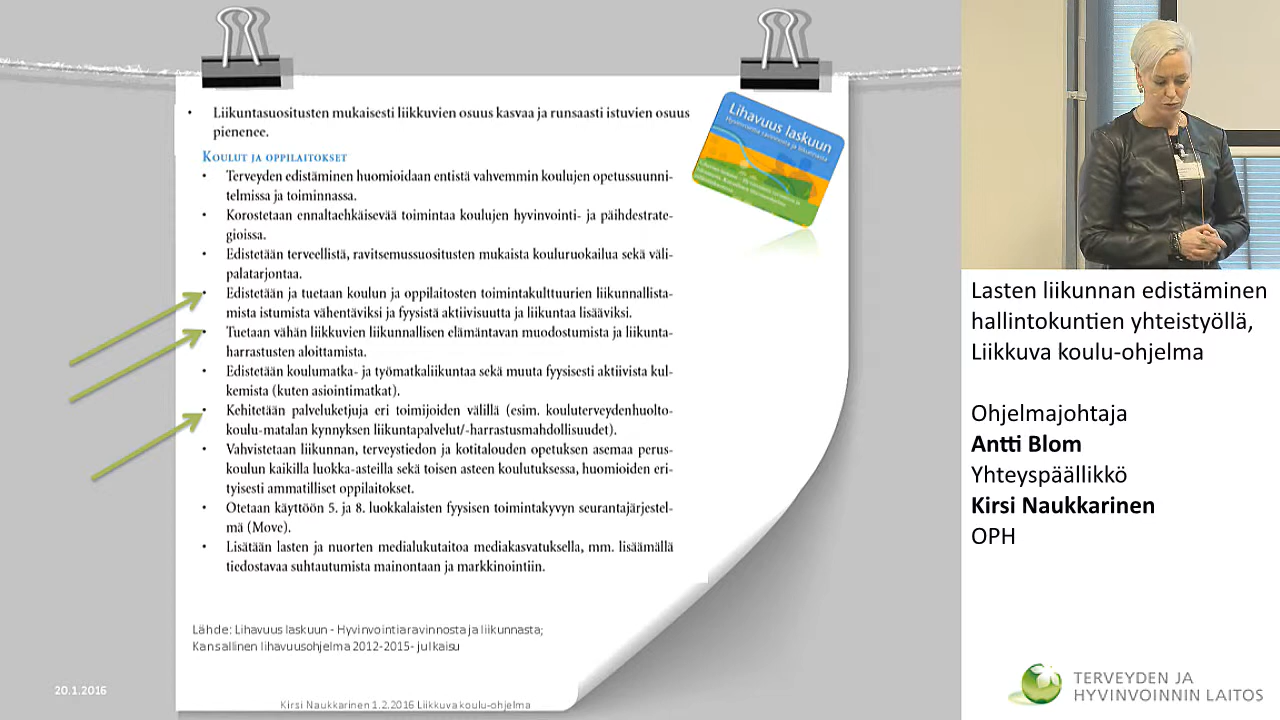 • Liikuntasuositusten mukaisesti liikkuvien osuus kasvaa ja runsaasti istuvien osuus
pienenee.
KOULUT JA OPPILAITOKSET
• Terveyden edistäminen huomioidaan entistä vahvemmin koulujen opetussuunni-
telmissa ja toiminnassa.
• Korostetaan ennaltaehkäisevää toimintaa koulujen hyvinvointi- ja päihdestrate-
gioissa.
• Edistetään terveellistä, ravitsemussuositusten mukaista kouluruokailua sekä väli-
palatarjontaa.
• Edistetään ja tuetaan koulun ja oppilaitosten toimintakulttuurien liikunnallista-
mista istumista vähentäviksi ja fyysistä aktiivisuutta ja liikuntaa lisääviksi.
• Tuetaan vähän liikkuvien liikunnallisen elämäntavan muodostumista ja liikunta-
harrastusten aloittamista.
• Edistetään koulumatka- ja työmatkaliikuntaa sekä muuta fyysisesti aktiivista kul-
kemista (kuten asiointimatkat).
• Kehitetään palveluketjuja eri toimijoiden välillä (esim. kouluterveydenhuolto-
koulu-matalan kynnyksen liikuntapalvelut/-harrastusmahdollisuudet).
• Vahvistetaan liikunnan, terveystiedon ja kotitalouden opetuksen asemaa perus-
koulun kaikilla luokka-asteilla sekä toisen asteen koulutuksessa, huomioiden eri-
tyisesti ammatilliset oppilaitokset.
• Otetaan käyttöön 5. ja 8. luokkalaisten fyysisen toimintakyvyn seurantajärjestel-
mä (Move).
• Lisätään lasten ja nuorten medialukutaitoa mediakasvatuksella, mm. lisäämällä
tiedostavaa suhtautumista mainontaan ja markkinointiin.
Lähde: Lihavuus laskuun - Hyvinvointiaravinnosta ja liikunnasta;
Kansallinen lihavuusohjelma 2012-2015- julkaisu
20.1.2016
Kirsi Naukkarinen 1.2.2016 Liikkuva koulu-ohjelma
Lihavuus laskuun
Hyvinvointia ravinnosta ja liikunnasta
Lasten liikunnan edistäminen
hallintokuntien yhteistyöllä,
Liikkuva koulu-ohjelma
Ohjelmajohtaja
Antti Blom
Yhteyspäällikkö
Kirsi Naukkarinen
OPH
TERVEYDEN JA
HYVINVOINNIN LAITOS